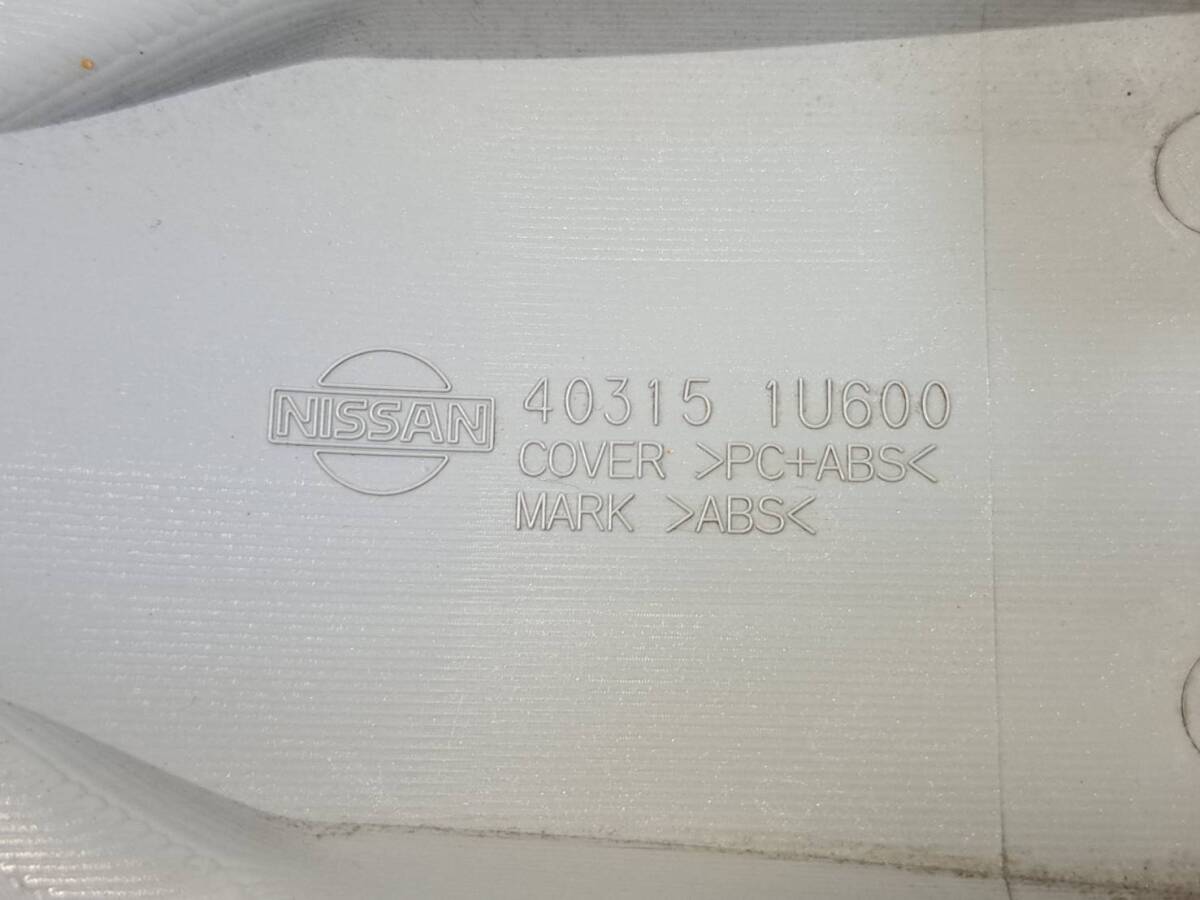 NISSAN
40315 1U600
COVER >PC+ABS<
MARK >ABS<